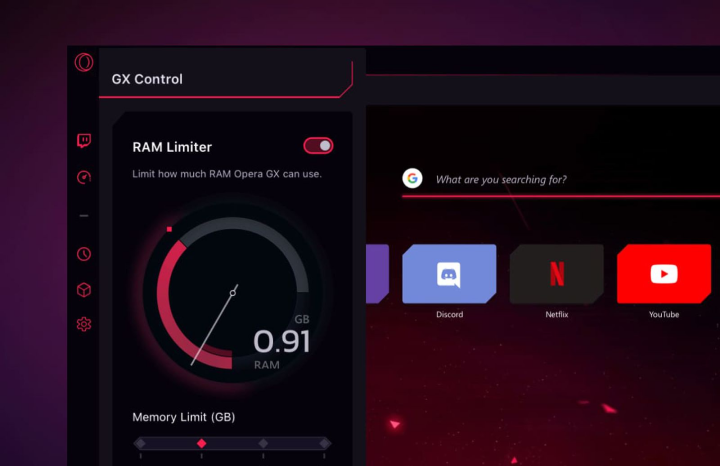 GX Control
RAM Limiter
Limit how much RAM Opera GX can use.
GB
0.91
RAM
Memory Limit (GB)
What are you searching for?
Discord
Netflix
YouTube